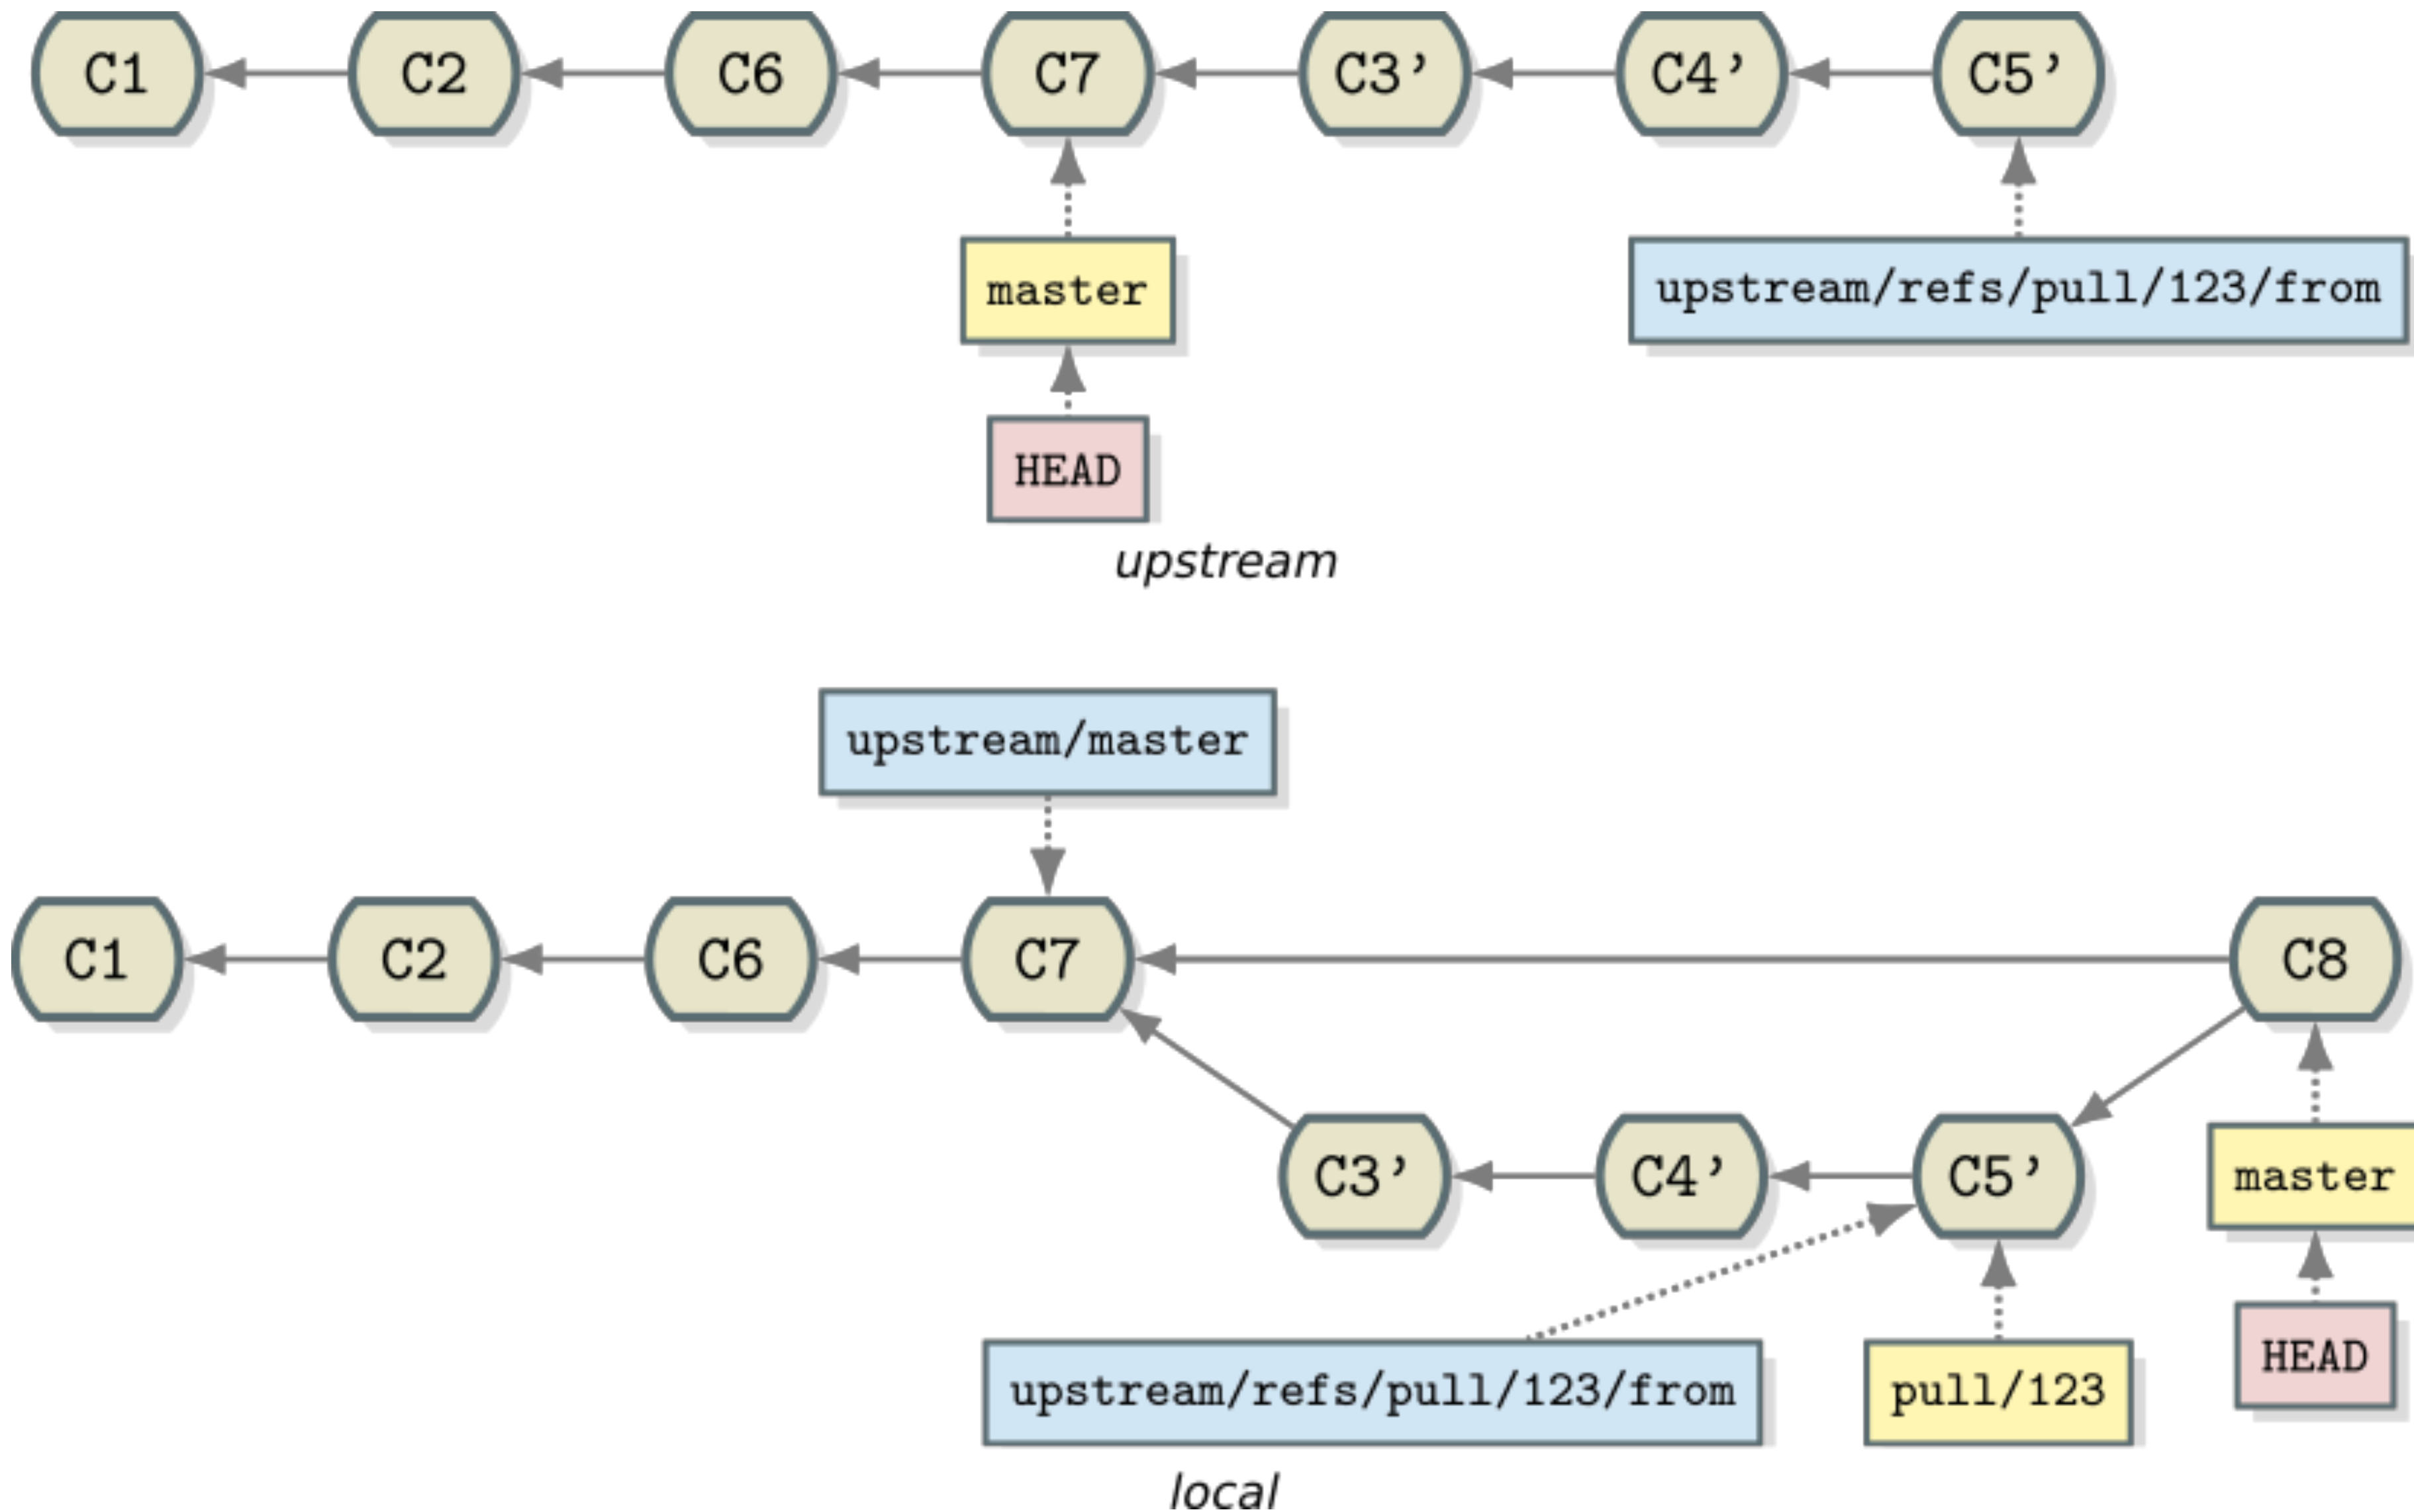 C1 C2 C6 C7 C3’ C4’ C5’
master upstream/refs/pull/123/from
HEAD
upstream
upstream/master
C1 C2 C6 C7 C8
C3’ C4’ C5’ master
upstream/refs/pull/123/from pull/123 HEAD
local